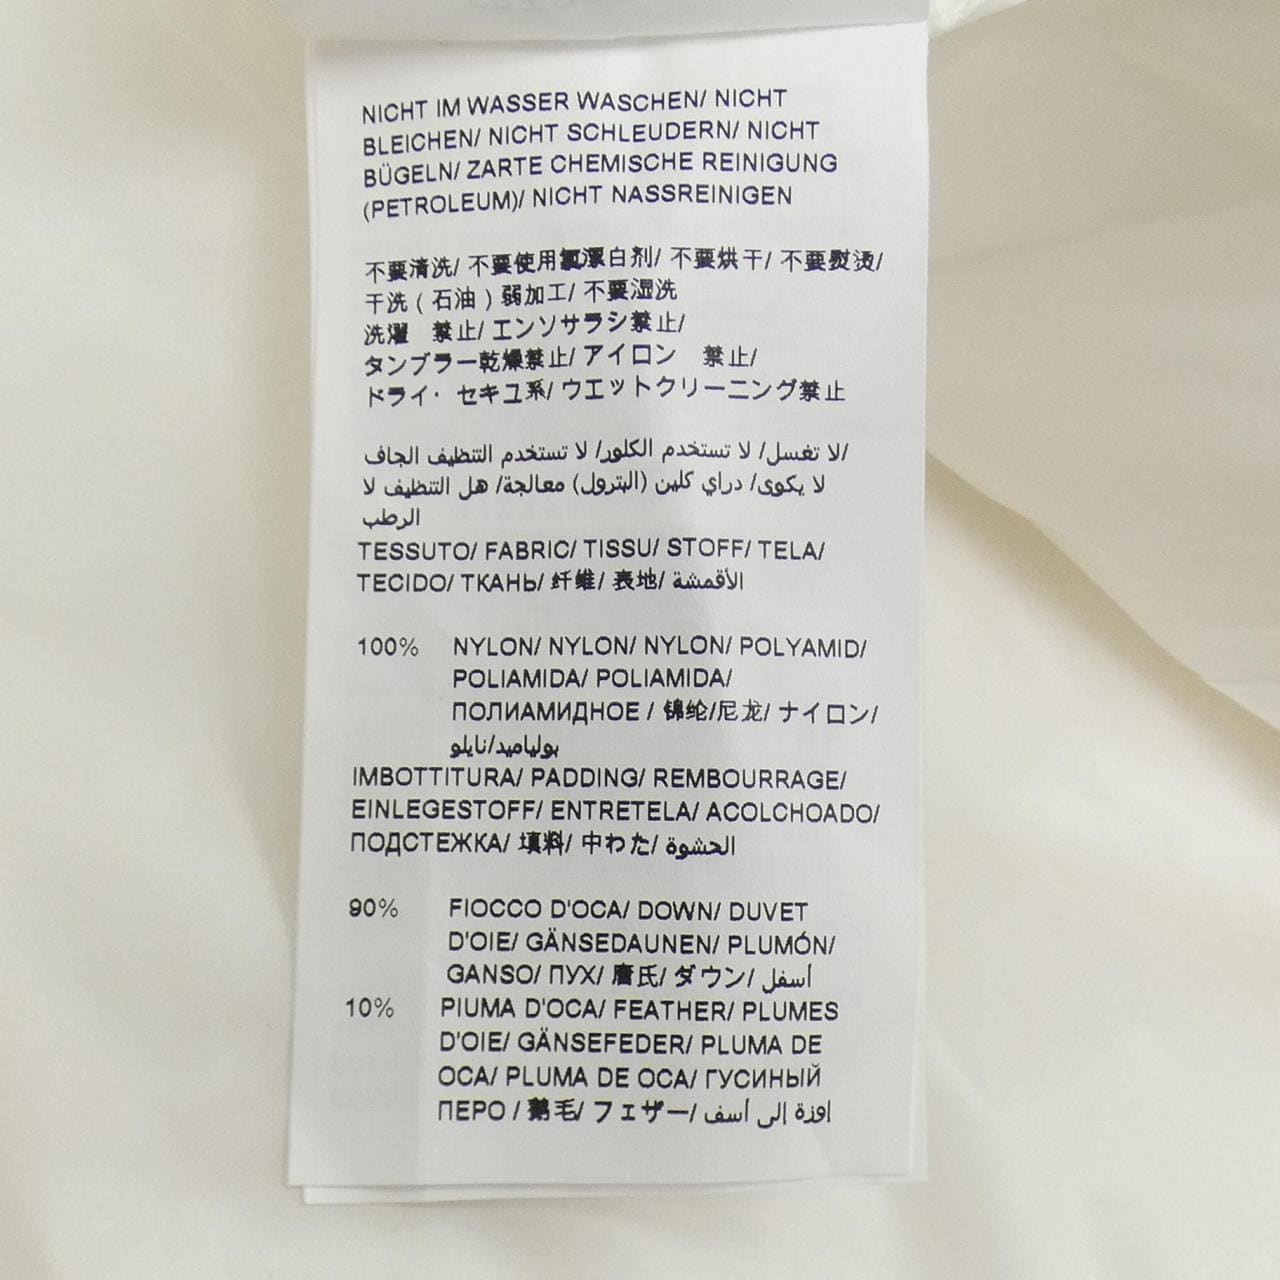 NICHT IM WASSER WASCHEN/ NICHT
BLEICHEN/ NICHT SCHLEUDERN/ NICHT
BÜGELN/ ZARTE CHEMISCHE REINIGUNG
(PETROLEUM)/ NICHT NASSREINIGEN
不要清洗/ 不要使用氯漂白剂/ 不要烘干/ 不要熨烫/
干洗 ( 石油 ) 弱加工/ 不要湿洗
洗濯 禁止/ エンソサラシ禁止/
タンブラー乾燥禁止/ アイロン 禁止/
ドライ· セキユ系/ ウエットクリーニング禁止
لا تغسل/ لا تستخدم الكلور/ لا تستخدم التنظيف الجاف/
لا يكوى/ دراي كلين (البترول) معالجة/ هل التنظيف لا
الرطب
TESSUTO/ FABRIC/ TISSU/ STOFF/ TELA/
TECIDO/ ТКАНЬ/ 纤维/ 表地/ الأقمشة
100% NYLON/ NYLON/ NYLON/ POLYAMID/
POLIAMIDA/ POLIAMIDA/
ПОЛИАМИДНОЕ / 锦纶/尼龙/ ナイロン/
بولياميد/نايلو
IMBOTTITURA/ PADDING/ REMBOURRAGE/
EINLEGESTOFF/ ENTRETELA/ ACOLCHOADO/
ПОДСТЕЖКА/ 填料/ 中わた/ الحشوة
90% FIOCCO D'OCA/ DOWN/ DUVET
D'OIE/ GÄNSEDAUNEN/ PLUMÓN/
GANSO/ ПУХ/ 唐氏/ ダウン/ أسفل
10% PIUMA D'OCA/ FEATHER/ PLUMES
D'OIE/ GÄNSEFEDER/ PLUMA DE
OCA/ PLUMA DE OCA/ ГУСИНЫЙ
ПЕРО / 鹅毛/ フェザー/ اوزة إلى أسف